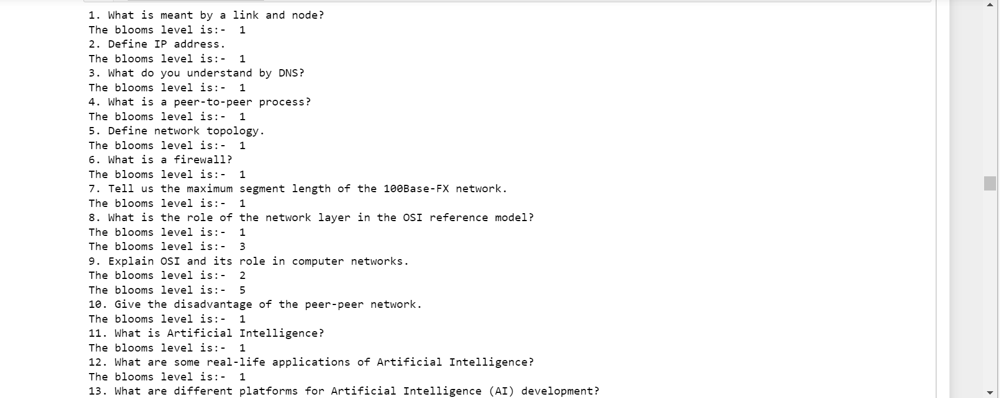 1. What is meant by a link and node?
The blooms level is:-  1
2. Define IP address.
The blooms level is:-  1
3. What do you understand by DNS?
The blooms level is:-  1
4. What is a peer-to-peer process?
The blooms level is:-  1
5. Define network topology.
The blooms level is:-  1
6. What is a firewall?
The blooms level is:-  1
7. Tell us the maximum segment length of the 100Base-FX network.
The blooms level is:-  1
8. What is the role of the network layer in the OSI reference model?
The blooms level is:-  1
The blooms level is:-  3
9. Explain OSI and its role in computer networks.
The blooms level is:-  2
The blooms level is:-  5
10. Give the disadvantage of the peer-peer network.
The blooms level is:-  1
11. What is Artificial Intelligence?
The blooms level is:-  1
12. What are some real-life applications of Artificial Intelligence?
The blooms level is:-  1
13. What are different platforms for Artificial Intelligence (AI) development?